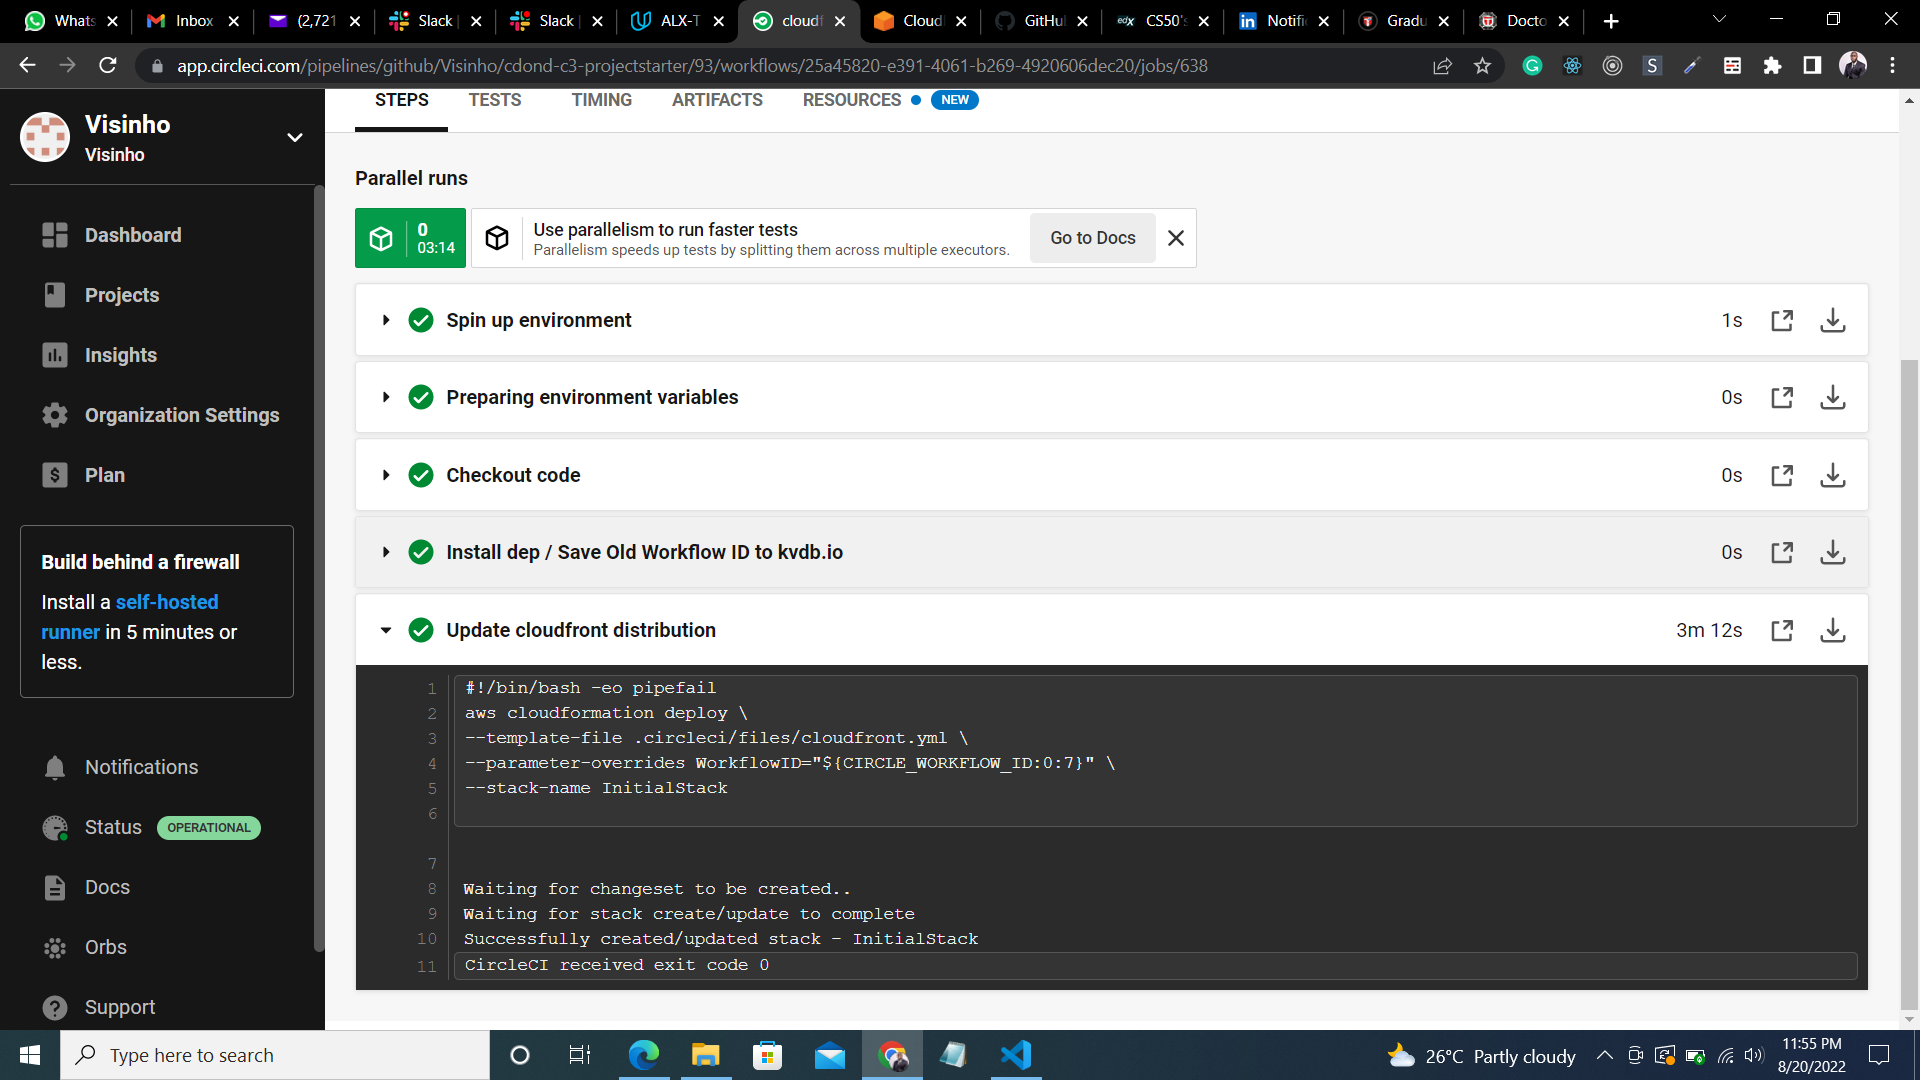 Whats
Inbox
(2,721
Slack
Slack
ALX-T
cloudf
Cloud
GitHu
edX CS50's
Notifi
Gradu
Docto
app.circleci.com/pipelines/github/Visinho/cdond-c3-projectstarter/93/workflows/25a45820-e391-4061-b269-4920606dec20/jobs/638
Visinho
Visinho
Dashboard
Projects
Insights
Organization Settings
Plan
Build behind a firewall
Install a self-hosted
runner in 5 minutes or
less.
Notifications
Status OPERATIONAL
Docs
Orbs
Support
STEPS TESTS TIMING ARTIFACTS RESOURCES NEW
Parallel runs
0
03:14
Use parallelism to run faster tests
Parallelism speeds up tests by splitting them across multiple executors.
Go to Docs
Spin up environment 1s
Preparing environment variables 0s
Checkout code 0s
Install dep / Save Old Workflow ID to kvdb.io 0s
Update cloudfront distribution 3m 12s
1 #!/bin/bash -eo pipefail
2 aws cloudformation deploy \
3 --template-file .circleci/files/cloudfront.yml \
4 --parameter-overrides WorkflowID="${CIRCLE_WORKFLOW_ID:0:7}" \
5 --stack-name InitialStack
6
7
8 Waiting for changeset to be created..
9 Waiting for stack create/update to complete
10 Successfully created/updated stack - InitialStack
11 CircleCI received exit code 0
Type here to search
26°C Partly cloudy
11:55 PM
8/20/2022